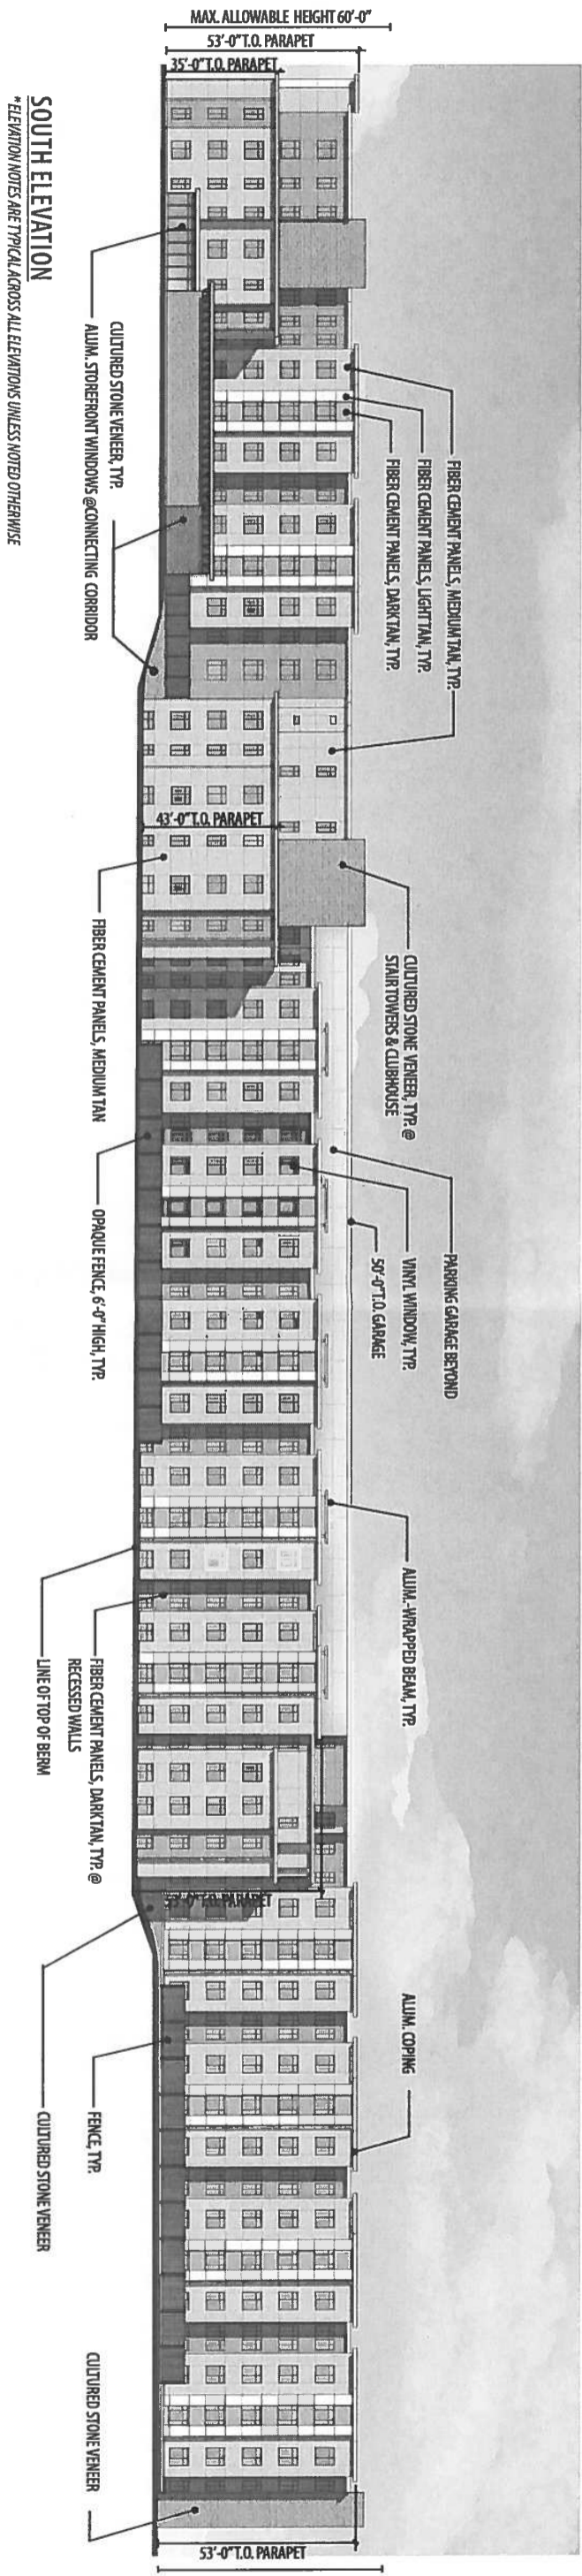 MAX. ALLOWABLE HEIGHT 60'-0"
53'-0" T.O. PARAPET
35'-0" T.O. PARAPET
FIBER CEMENT PANELS, MEDIUM TAN, TYP.
FIBER CEMENT PANELS, LIGHT TAN, TYP.
FIBER CEMENT PANELS, DARK TAN, TYP.
CULTURED STONE VENEER, TYP. @
STAIR TOWERS & CLUBHOUSE
PARKING GARAGE BEYOND
VINYL WINDOW, TYP.
50'-0" T.O. GARAGE
ALUM.-WRAPPED BEAM, TYP.
ALUM. COPING
43'-0" T.O. PARAPET
T.O. PARAPET
53'-0" T.O. PARAPET
CULTURED STONE VENEER, TYP.
ALUM. STOREFRONT WINDOWS @ CONNECTING CORRIDOR
FIBER CEMENT PANELS, MEDIUM TAN
OPAQUE FENCE, 6'-0" HIGH, TYP.
FIBER CEMENT PANELS, DARK TAN, TYP. @
RECESSED WALLS
LINE OF TOP OF BERM
FENCE, TYP.
CULTURED STONE VENEER
CULTURED STONE VENEER
SOUTH ELEVATION
*ELEVATION NOTES ARE TYPICAL ACROSS ALL ELEVATIONS UNLESS NOTED OTHERWISE